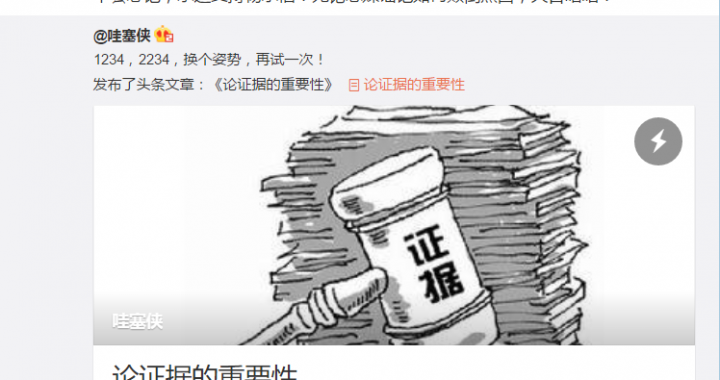 @哇塞侠
1234，2234，换个姿势，再试一次！
发布了头条文章：《论证据的重要性》 论证据的重要性
证
据
哇塞侠
论证据的重要性